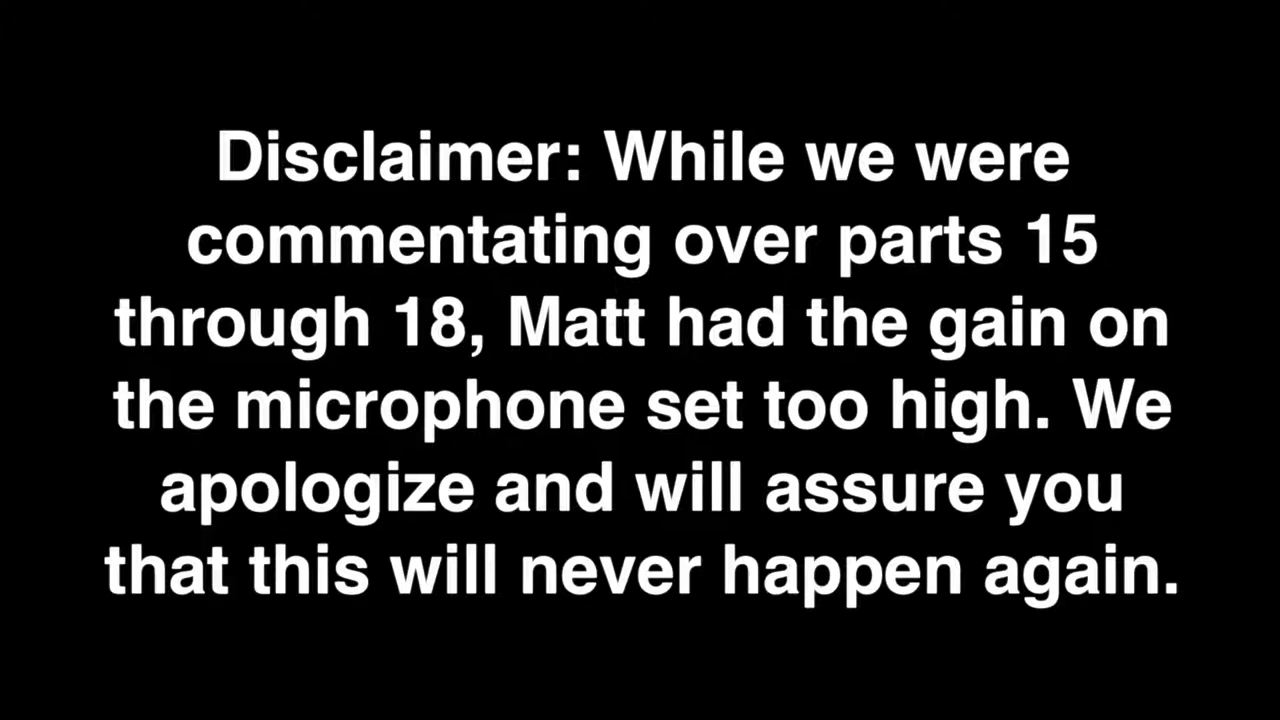 Disclaimer: While we were
commentating over parts 15
through 18, Matt had the gain on
the microphone set too high. We
apologize and will assure you
that this will never happen again.